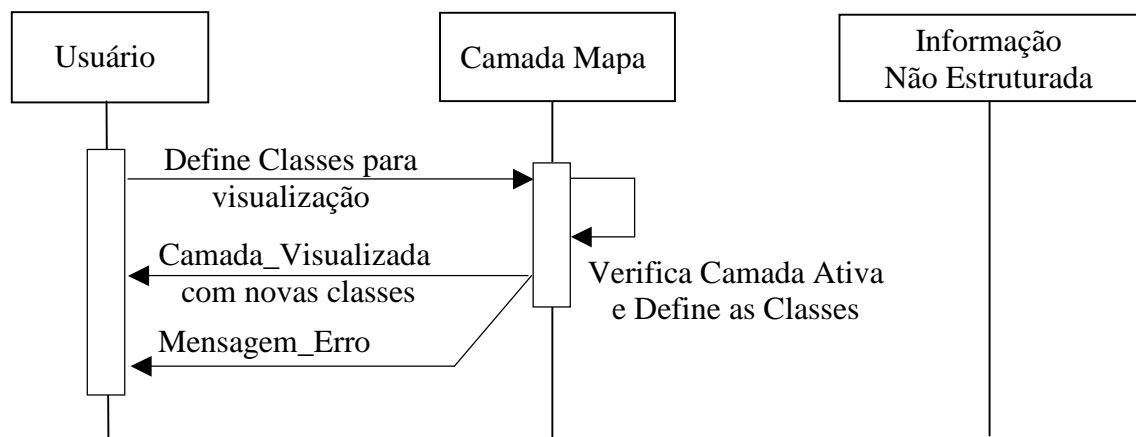 Usuário
Camada Mapa
Informação
Não Estruturada
Define Classes para
visualização
Camada_Visualizada
com novas classes
Verifica Camada Ativa
e Define as Classes
Mensagem_Erro